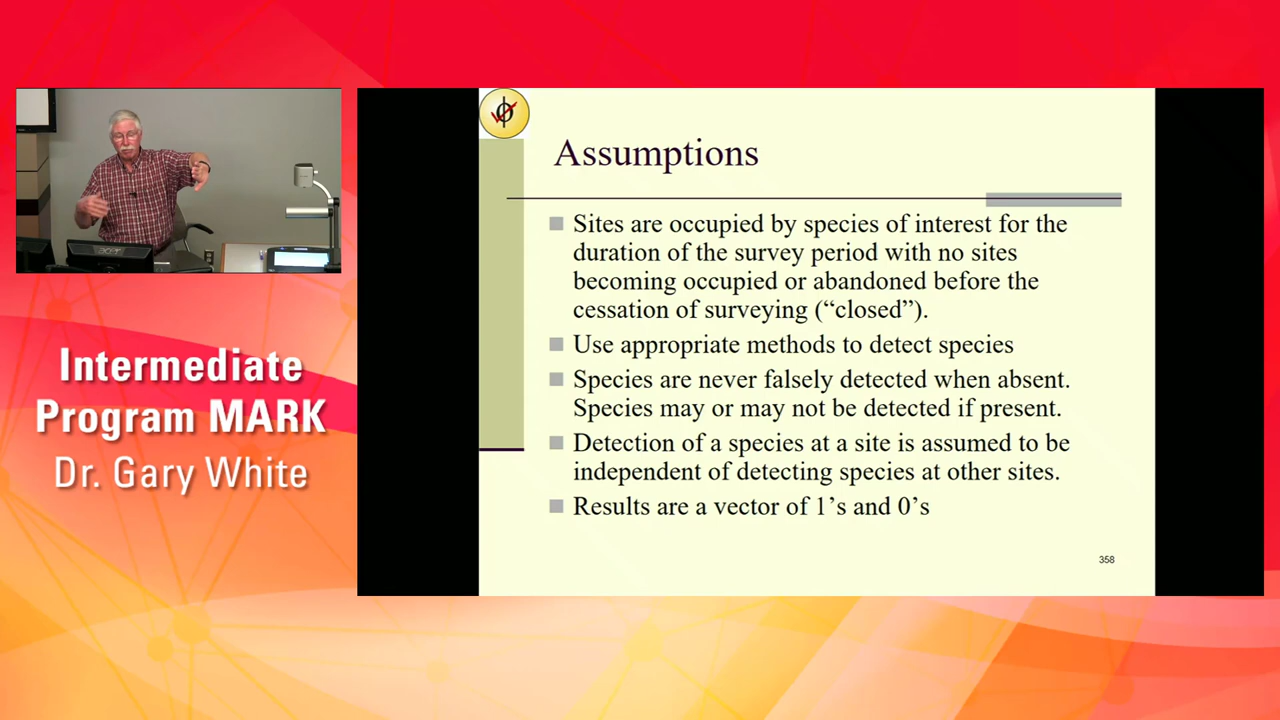 Assumptions
Sites are occupied by species of interest for the
duration of the survey period with no sites
becoming occupied or abandoned before the
cessation of surveying (“closed”).
Use appropriate methods to detect species
Species are never falsely detected when absent.
Species may or may not be detected if present.
Detection of a species at a site is assumed to be
independent of detecting species at other sites.
Results are a vector of 1’s and 0’s
358
Intermediate
Program MARK
Dr. Gary White